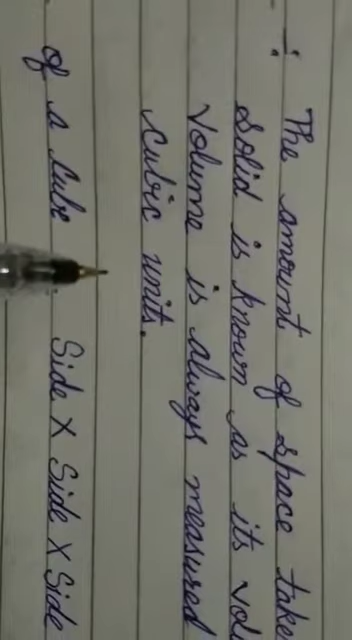 :- The amount of space take
solid is known as its vol
Volume is always measured
cubic units.
of a Cube Side X Side X Side